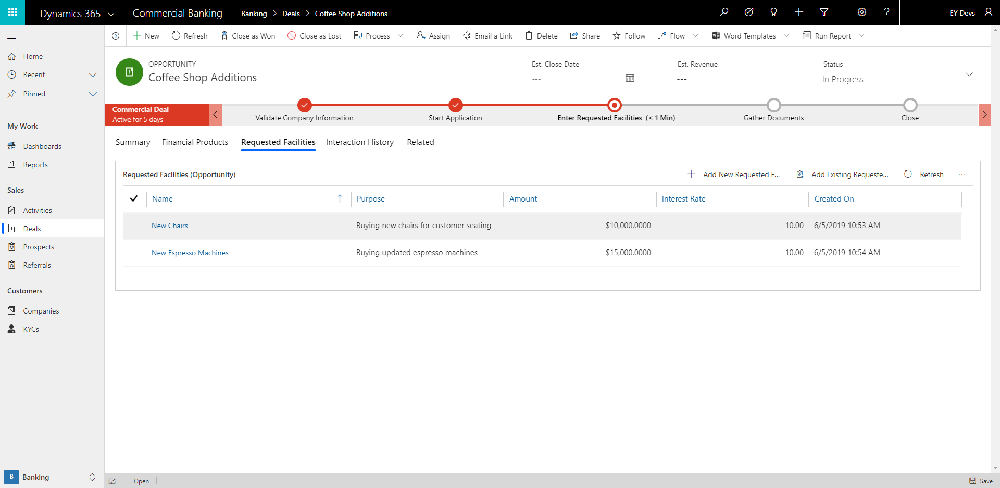 Dynamics 365
Commercial Banking
Banking > Deals > Coffee Shop Additions
EY Devs
New
Refresh
Close as Won
Close as Lost
Process
Assign
Email a Link
Delete
Share
Follow
Flow
Word Templates
Run Report
Home
Recent
Pinned
My Work
Dashboards
Reports
Sales
Activities
Deals
Prospects
Referrals
Customers
Companies
KYCs
B Banking
OPPORTUNITY
Coffee Shop Additions
Est. Close Date
---
Est. Revenue
---
Status
In Progress
Commercial Deal
Active for 5 days
Validate Company Information
Start Application
Enter Requested Facilities (< 1 Min)
Gather Documents
Close
Summary
Financial Products
Requested Facilities
Interaction History
Related
Requested Facilities (Opportunity)
Add New Requested F...
Add Existing Requeste...
Refresh
Name Purpose Amount Interest Rate Created On
New Chairs Buying new chairs for customer seating $10,000.0000 10.00 6/5/2019 10:53 AM
New Espresso Machines Buying updated espresso machines $15,000.0000 10.00 6/5/2019 10:54 AM
Open
Save